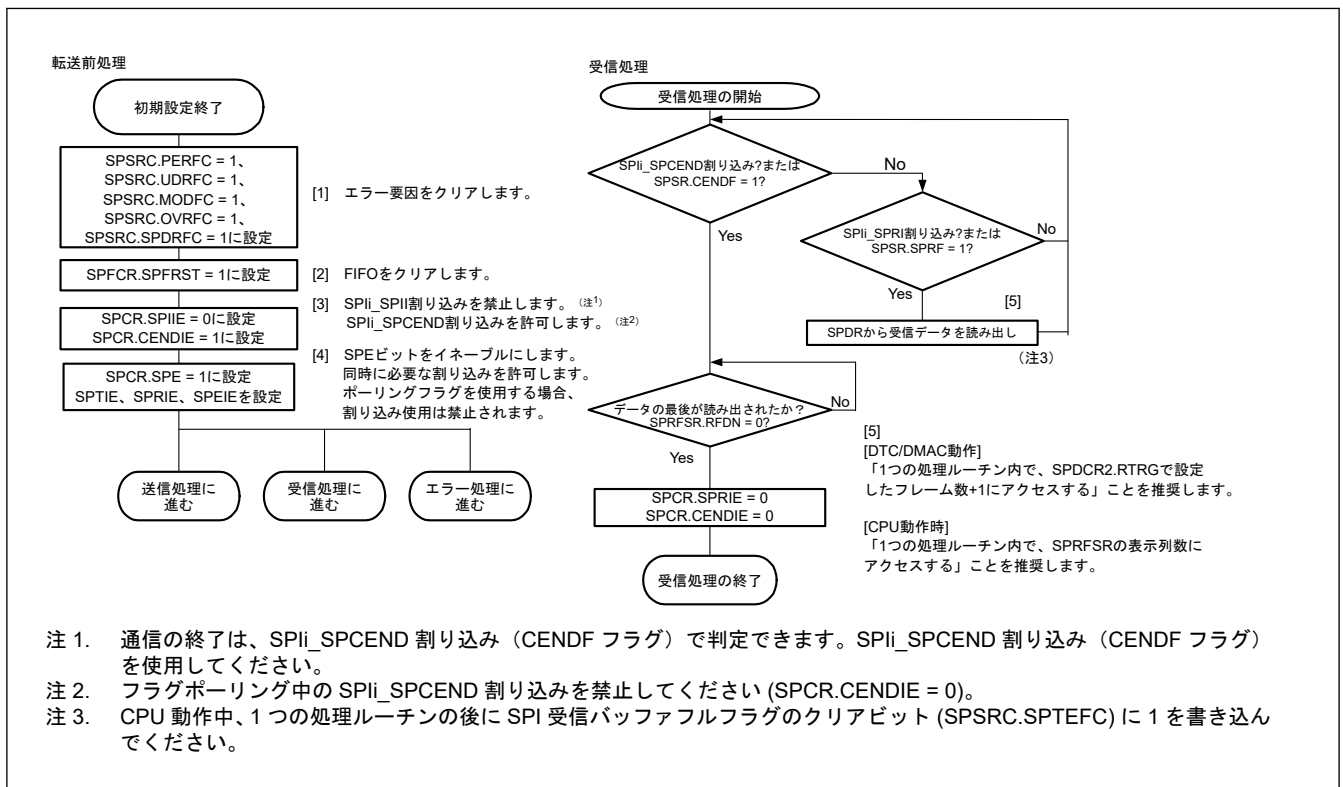 転送前処理
初期設定終了
SPSRC.PERFC = 1、
SPSRC.UDRFC = 1、
SPSRC.MODFC = 1、
SPSRC.OVRFC = 1、
SPSRC.SPDRFC = 1に設定
[1] エラー要因をクリアします。
SPFCR.SPFRST = 1に設定
[2] FIFOをクリアします。
SPCR.SPIIE = 0に設定
SPCR.CENDIE = 1に設定
[3] SPIi_SPII割り込みを禁止します。（注1）
SPIi_SPCEND割り込みを許可します。（注2）
SPCR.SPE = 1に設定
SPTIE、SPRIE、SPEIEを設定
[4] SPEビットをイネーブルにします。
同時に必要な割り込みを許可します。
ポーリングフラグを使用する場合、
割り込み使用は禁止されます。
送信処理に
進む
受信処理に
進む
エラー処理に
進む
受信処理
受信処理の開始
SPIi_SPCEND割り込み?または
SPSR.CENDF = 1?
No
Yes
SPIi_SPRI割り込み?または
SPSR.SPRF = 1?
No
Yes
[5]
SPDRから受信データを読み出し
（注3）
データの最後が読み出されたか？
SPRFSR.RFDN = 0?
No
Yes
SPCR.SPRIE = 0
SPCR.CENDIE = 0
受信処理の終了
[5]
[DTC/DMAC動作]
「1つの処理ルーチン内で、SPDCR2.RTRGで設定
したフレーム数+1にアクセスする」ことを推奨します。
[CPU動作時]
「1つの処理ルーチン内で、SPRFSRの表示列数に
アクセスする」ことを推奨します。
注 1. 通信の終了は、SPIi_SPCEND 割り込み（CENDF フラグ）で判定できます。SPIi_SPCEND 割り込み（CENDF フラグ）
を使用してください。
注 2. フラグポーリング中の SPIi_SPCEND 割り込みを禁止してください (SPCR.CENDIE = 0)。
注 3. CPU 動作中、1 つの処理ルーチンの後に SPI 受信バッファフルフラグのクリアビット (SPSRC.SPTEFC) に 1 を書き込ん
でください。